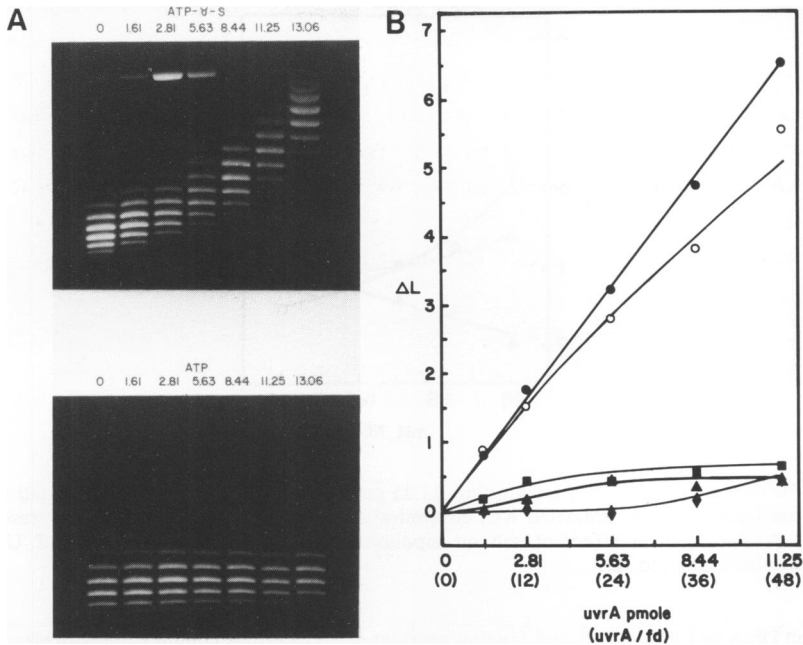 A
ATP-γ-S
0 1.61 2.81 5.63 8.44 11.25 13.06
ATP
0 1.61 2.81 5.63 8.44 11.25 13.06
B
7
6
5
4
ΔL
3
2
1
0
0 2.81 5.63 8.44 11.25
(0) (12) (24) (36) (48)
uvrA pmole
(uvrA / fd)